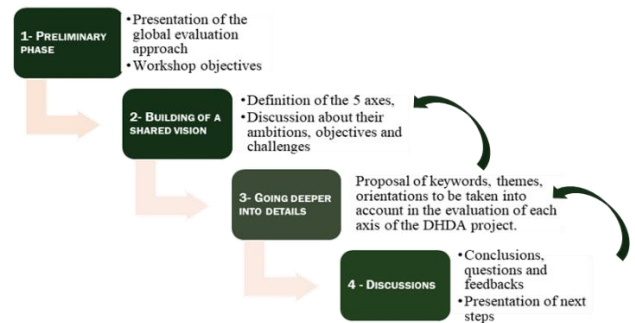 1- PRELIMINARY
PHASE
•Presentation of the
global evaluation
approach
•Workshop objectives
2- BUILDING OF A
SHARED VISION
•Definition of the 5 axes,
•Discussion about their
ambitions, objectives and
challenges
3- GOING DEEPER
INTO DETAILS
Proposal of keywords, themes,
orientations to be taken into
account in the evaluation of each
axis of the DHDA project.
4 - DISCUSSIONS
•Conclusions,
questions and
feedbacks
•Presentation of next
steps